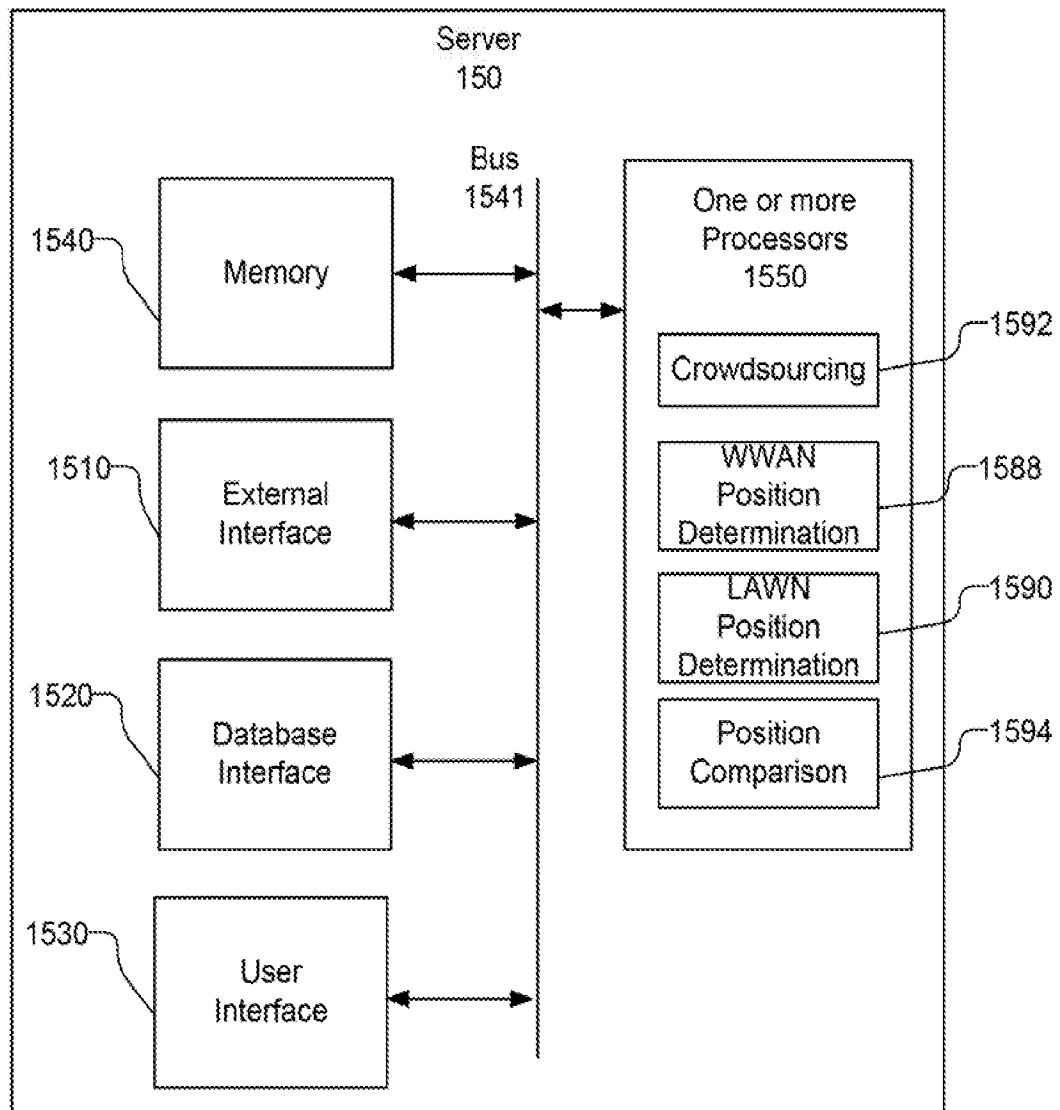 Server
150
Bus
1541
One or more
Processors
1550
1540
Memory
1592
Crowdsourcing
1510
External
Interface
WWAN
Position
Determination
1588
LAWN
Position
Determination
1590
1520
Database
Interface
Position
Comparison
1594
1530
User
Interface